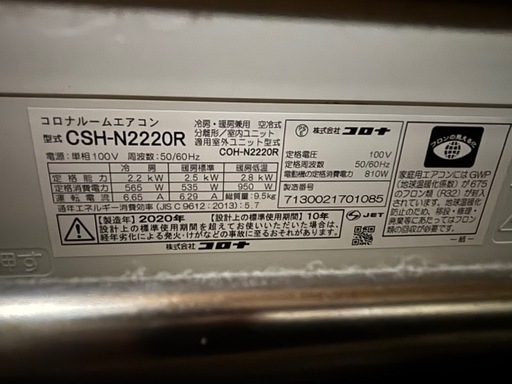 コロナルームエアコン
型式 CSH-N2220R
冷房・暖房兼用 空冷式
分離形/室内ユニット
適用室外ユニット型式
COH-N2220R
電源:単相100V 周波数:50/60Hz
冷 房 暖房標準 暖房低温
定格能力 2.2 kW 2.5 kW 2.8 kW
消費電力 565 W 535 W 950 W
運転電流 6.65 A 6.29 A 総質量:9.5kg
通年エネルギー消費効率(JIS C 9612:2013):5.7
【製造年】2020年 【設計上の標準使用期間】10年
設計上の標準使用期間を超えてお使いいただいた場合は、
経年劣化による発火・けがなどの事故に至るおそれがあります。
株式会社 コロナ
PS E 株式会社 コロナ
定格電圧 100V
定格周波数 50/60Hz
電動機の定格消費電力 810W
製造番号
7130021701085
JET
フロンの見える化
家庭用エアコンにはGWP
(地球温暖化係数)が675
のフロン類(R32)が封入
されています。地球温暖化
防止のため、移設・修理・
廃棄等にあたってはフロン
類の回収が必要です。